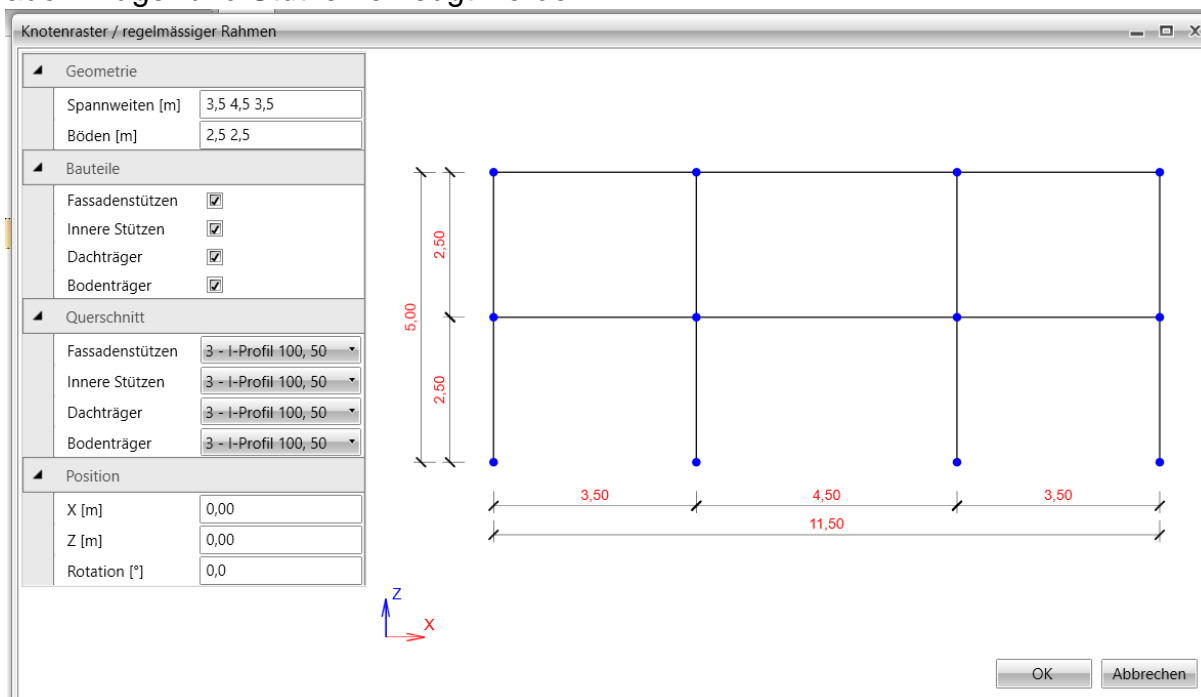 Knotenraster / regelmässiger Rahmen
Geometrie
Spannweiten [m] 3,5 4,5 3,5
Böden [m] 2,5 2,5
Bauteile
Fassadenstützen
Innere Stützen
Dachträger
Bodenträger
Querschnitt
Fassadenstützen 3 - I-Profil 100, 50
Innere Stützen 3 - I-Profil 100, 50
Dachträger 3 - I-Profil 100, 50
Bodenträger 3 - I-Profil 100, 50
Position
X [m] 0,00
Z [m] 0,00
Rotation [°] 0,0
2,50
5,00
2,50
3,50 4,50 3,50
11,50
Z
X
OK Abbrechen